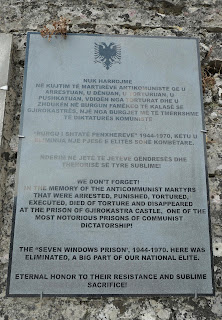 NUK HARROJMË
NË KUJTIM TË MARTIRËVE ANTIKOMUNISTË QË U
ARRESTUAN, U DËNUAN, U TORTURUAN, U
PUSHKATUAN, VDIQËN NGA TORTURAT DHE U
ZHDUKËN NË BURGUN FAMËKEQ TË KALASË SË
GJIROKASTRËS, NJË NGA BURGJET MË TË TMERRSHME
TË DIKTATURËS KOMUNISTE
"BURGU I SHTATË PENXHEREVE" 1944-1970, KËTU U
ELIMINUA NJË PJESË E ELITËS SONË KOMBËTARE.
NDERIM NË JETË TË JETËVE QËNDRESËS DHE
SAKRIFICËS SË TYRE SUBLIME!
WE DON'T FORGET!
IN THE MEMORY OF THE ANTICOMMUNIST MARTYRS
THAT WERE ARRESTED, PUNISHED, TORTURED,
EXECUTED, DIED OF TORTURE AND DISAPPEARED
AT THE PRISON OF GJIROKASTRA CASTLE, ONE OF THE
MOST NOTORIOUS PRISONS OF COMMUNIST
DICTATORSHIP!
THE "SEVEN WINDOWS PRISON", 1944-1970, HERE WAS
ELIMINATED, A BIG PART OF OUR NATIONAL ELITE.
ETERNAL HONOR TO THEIR RESISTANCE AND SUBLIME
SACRIFICE!